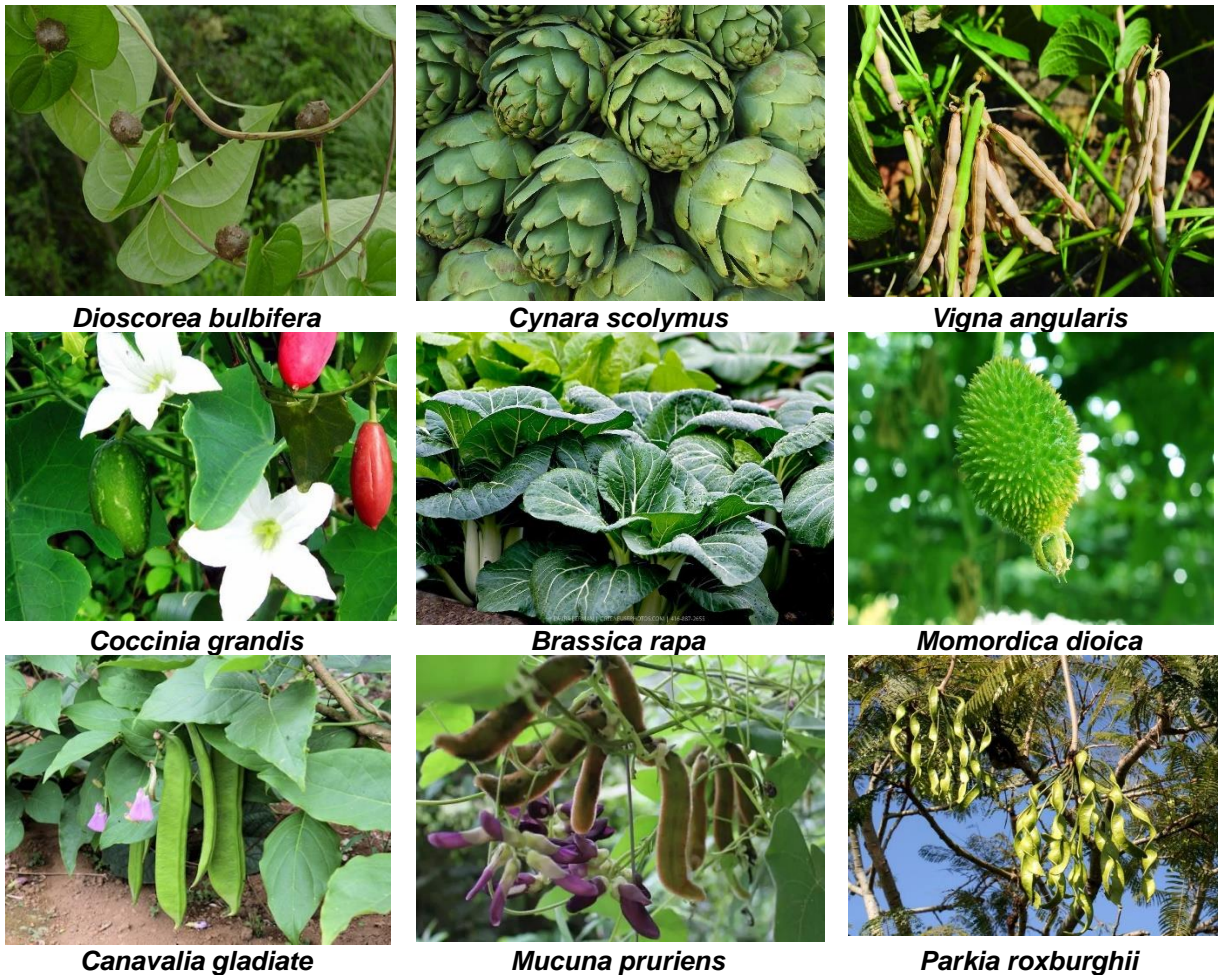 Dioscorea bulbifera
Cynara scolymus
Vigna angularis
Coccinia grandis
Brassica rapa
Momordica dioica
Canavalia gladiate
Mucuna pruriens
Parkia roxburghii